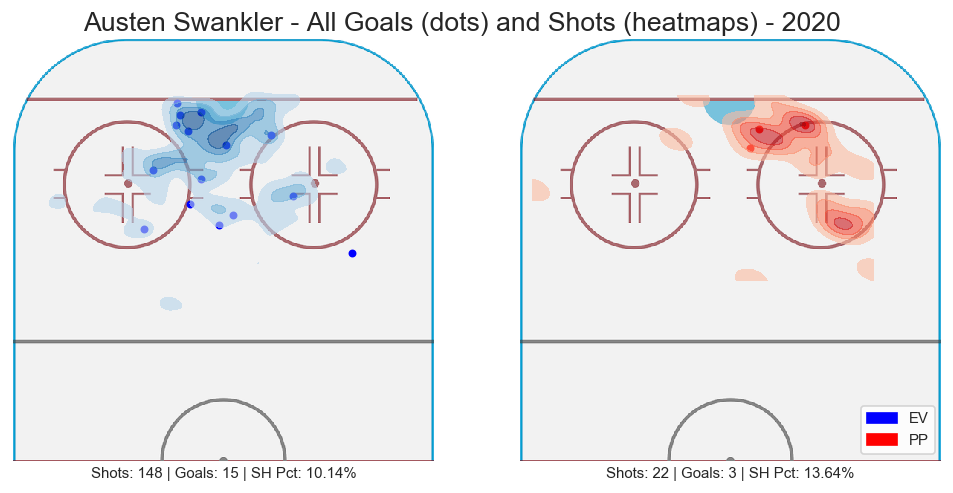 Austen Swankler - All Goals (dots) and Shots (heatmaps) - 2020
EV
PP
Shots: 148 | Goals: 15 | SH Pct: 10.14%
Shots: 22 | Goals: 3 | SH Pct: 13.64%